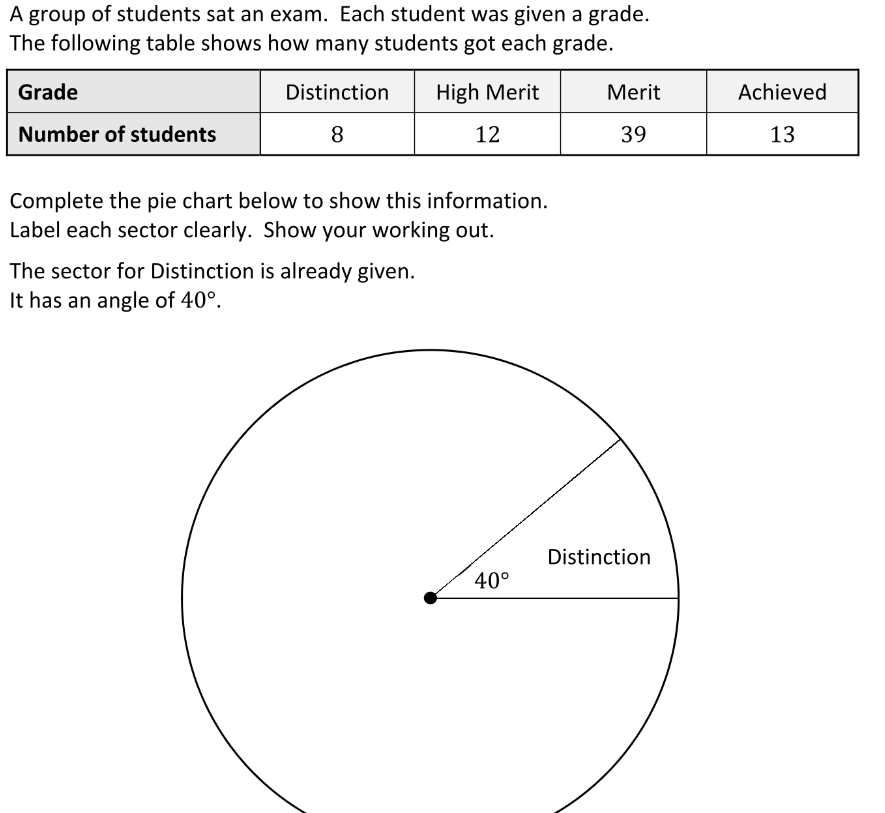 A group of students sat an exam. Each student was given a grade.
The following table shows how many students got each grade.
Grade Distinction High Merit Merit Achieved
Number of students 8 12 39 13
Complete the pie chart below to show this information.
Label each sector clearly. Show your working out.
The sector for Distinction is already given.
It has an angle of 40°.
Distinction
40°